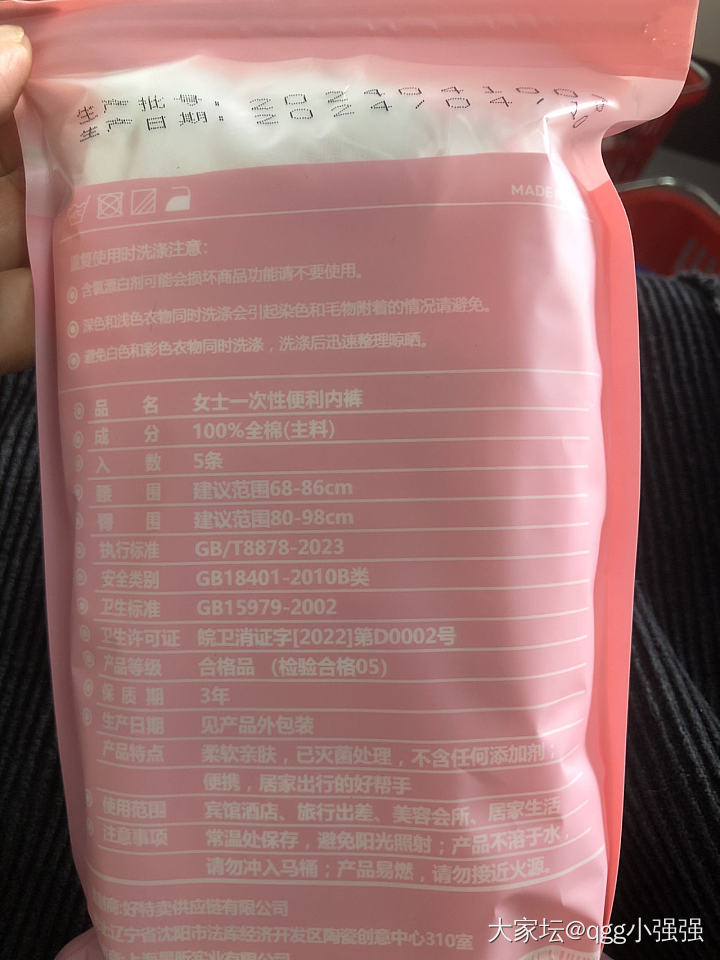 生产批号: 20240410
生产日期: 2024/04/10
MADE
重复使用时洗涤注意：
含氯漂白剂可能会损坏商品功能请不要使用。
深色和浅色衣物同时洗涤会引起染色和毛物附着的情况请避免。
避免白色和彩色衣物同时洗涤，洗涤后迅速整理晾晒。
品 名 女士一次性便利内裤
成 分 100%全棉(主料)
入 数 5条
腰 围 建议范围68-86cm
臀 围 建议范围80-98cm
执行标准 GB/T8878-2023
安全类别 GB18401-2010B类
卫生标准 GB15979-2002
卫生许可证 皖卫消证字[2022]第D0002号
产品等级 合格品 （检验合格05）
保 质 期 3年
生产日期 见产品外包装
产品特点 柔软亲肤，已灭菌处理，不含任何添加剂；
便携，居家出行的好帮手
使用范围 宾馆酒店、旅行出差、美容会所、居家生活
注意事项 常温处保存，避免阳光照射；产品不溶于水，
请勿冲入马桶；产品易燃，请勿接近火源。
商:好特卖供应链有限公司
辽宁省沈阳市法库经济开发区陶瓷创意中心310室
大家坛@qgg小强强